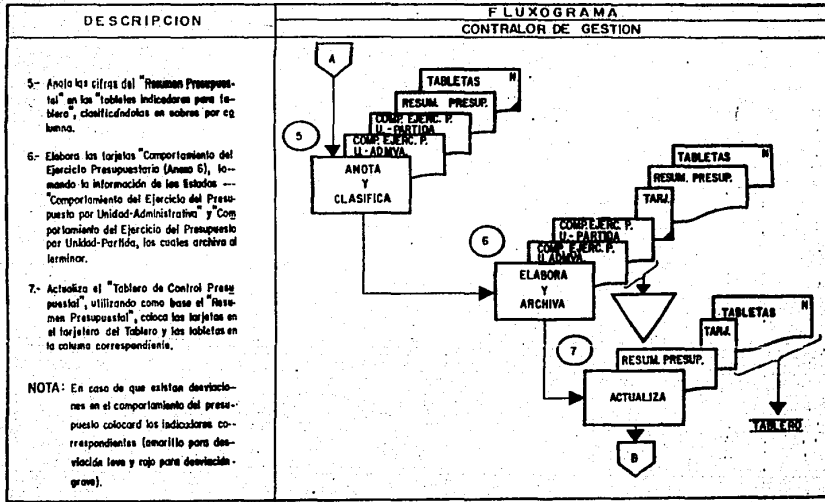 DESCRIPCION
FLUXOGRAMA
CONTRALOR DE GESTION
5.- Anota las cifras del "Resumen Presupues-
tal" en las "tabletas indicadoras para ta-
blero", clasificándolas en sobres por co
lumna.
6.- Elabora las tarjetas "Comportamiento del
Ejercicio Presupuestario (Anexo 6), to-
mando la información de los listados ---
"Comportamiento del Ejercicio del Presu-
puesto por Unidad-Administrativa" y "Com
portamiento del Ejercicio del Presupuesto
por Unidad-Partida, los cuales archiva al
terminar.
7.- Actualiza el "Tablero de Control Presu
puestal", utilizando como base el "Resu-
men Presupuestal", coloca las tarjetas en
el tarjetero del Tablero y las tabletas en
la columna correspondiente.
NOTA: En caso de que existan desviacio-
nes en el comportamiento del presu-
puesto colocará los indicadores co--
rrespondientes (amarillo para des-
viación leve y rojo para desviación-
grave).
A
TABLETAS N
RESUM. PRESUP.
COMP. EJERC. P.
U.- PARTIDA
COMP. EJERC. P.
U.- ADMVA.
5
ANOTA
Y
CLASIFICA
TABLETAS N
RESUM. PRESUP.
TARJ.
COMP. EJERC. P.
U.- PARTIDA
COMP. EJERC. P.
U. ADMVA.
6
ELABORA
Y
ARCHIVA
TABLETAS N
TARJ.
RESUM. PRESUP.
7
ACTUALIZA
TABLERO
B